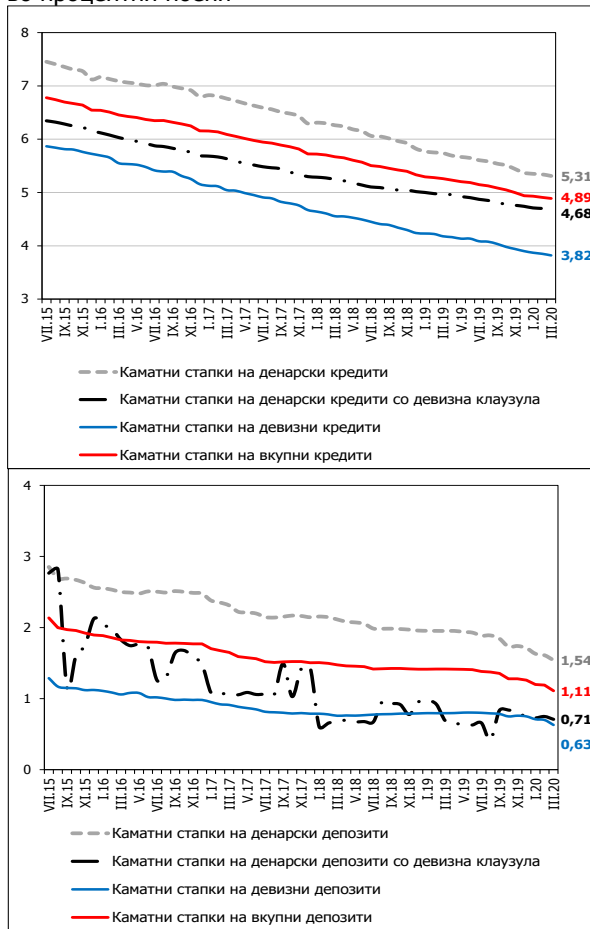 8
7
6
5
4
3
5,31
4,89
4,68
3,82
VII.15
IX.15
XI.15
I.16
III.16
V.16
VII.16
IX.16
XI.16
I.17
III.17
V.17
VII.17
IX.17
XI.17
I.18
III.18
V.18
VII.18
IX.18
XI.18
I.19
III.19
V.19
VII.19
IX.19
XI.19
I.20
III.20
Каматни стапки на денарски кредити
Каматни стапки на денарски кредити со девизна клаузула
Каматни стапки на девизни кредити
Каматни стапки на вкупни кредити
4
3
2
1
0
1,54
1,11
0,71
0,63
VII.15
IX.15
XI.15
I.16
III.16
V.16
VII.16
IX.16
XI.16
I.17
III.17
V.17
VII.17
IX.17
XI.17
I.18
III.18
V.18
VII.18
IX.18
XI.18
I.19
III.19
V.19
VII.19
IX.19
XI.19
I.20
III.20
Каматни стапки на денарски депозити
Каматни стапки на денарски депозити со девизна клаузула
Каматни стапки на девизни депозити
Каматни стапки на вкупни депозити